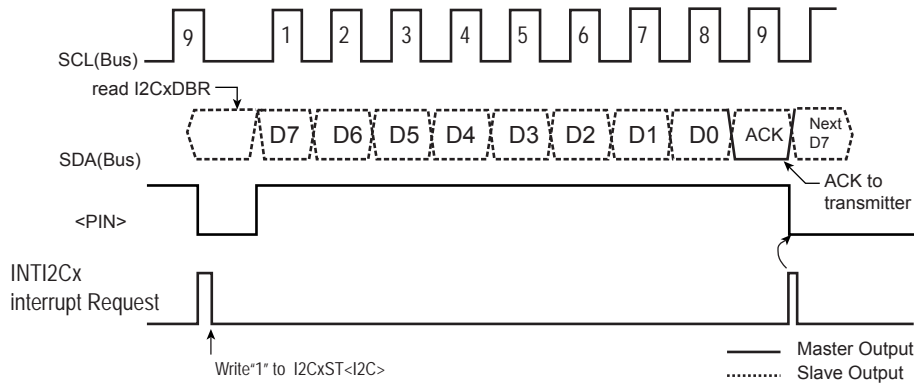 9 1 2 3 4 5 6 7 8 9
SCL(Bus)
read I2CxDBR
D7 D6 D5 D4 D3 D2 D1 D0 ACK Next D7
SDA(Bus)
ACK to
transmitter
<PIN>
INTI2Cx
interrupt Request
Write"1" to I2CxST<I2C>
Master Output
Slave Output